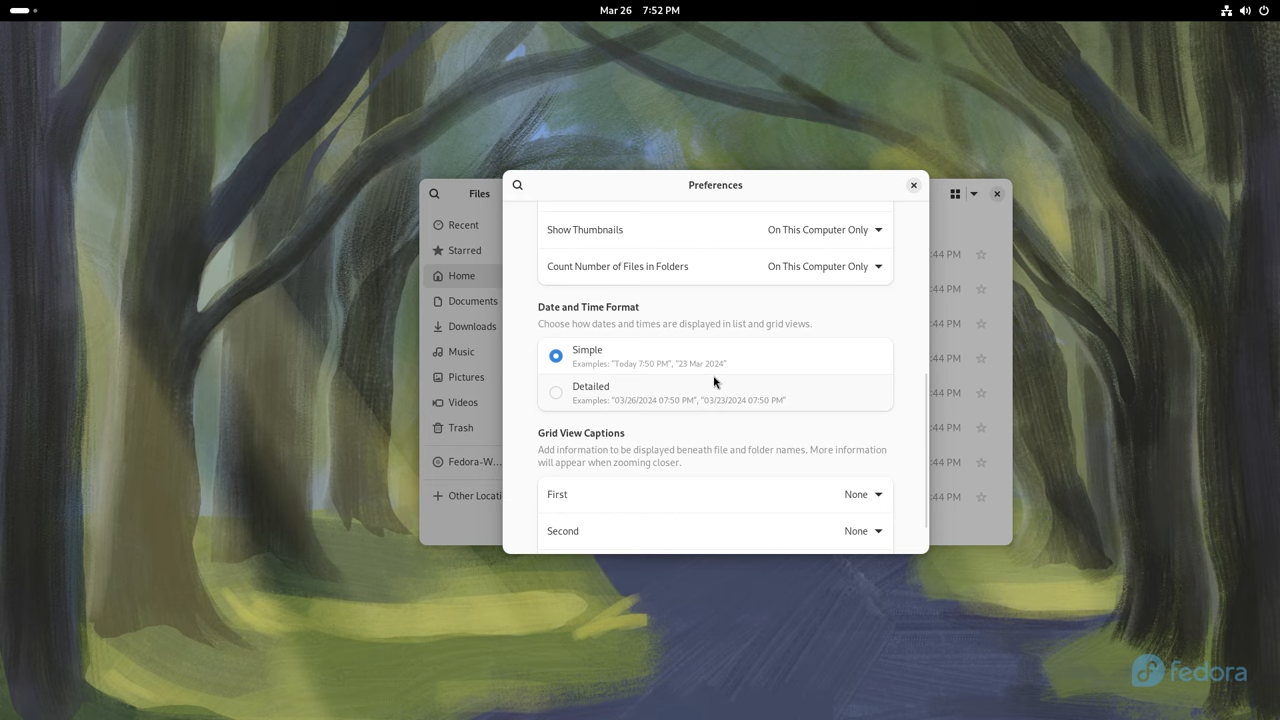 Mar 26 7:52 PM
Files
Preferences
Recent
Starred
Home
Documents
Downloads
Music
Pictures
Videos
Trash
Fedora-W...
Other Locati
Show Thumbnails On This Computer Only
Count Number of Files in Folders On This Computer Only
Date and Time Format
Choose how dates and times are displayed in list and grid views.
Simple
Examples: "Today 7:50 PM", "23 Mar 2024"
Detailed
Examples: "03/26/2024 07:50 PM", "03/23/2024 07:50 PM"
Grid View Captions
Add information to be displayed beneath file and folder names. More information
will appear when zooming closer.
First None
Second None
:44 PM
:44 PM
:44 PM
:44 PM
:44 PM
:44 PM
:44 PM
:44 PM
fedora